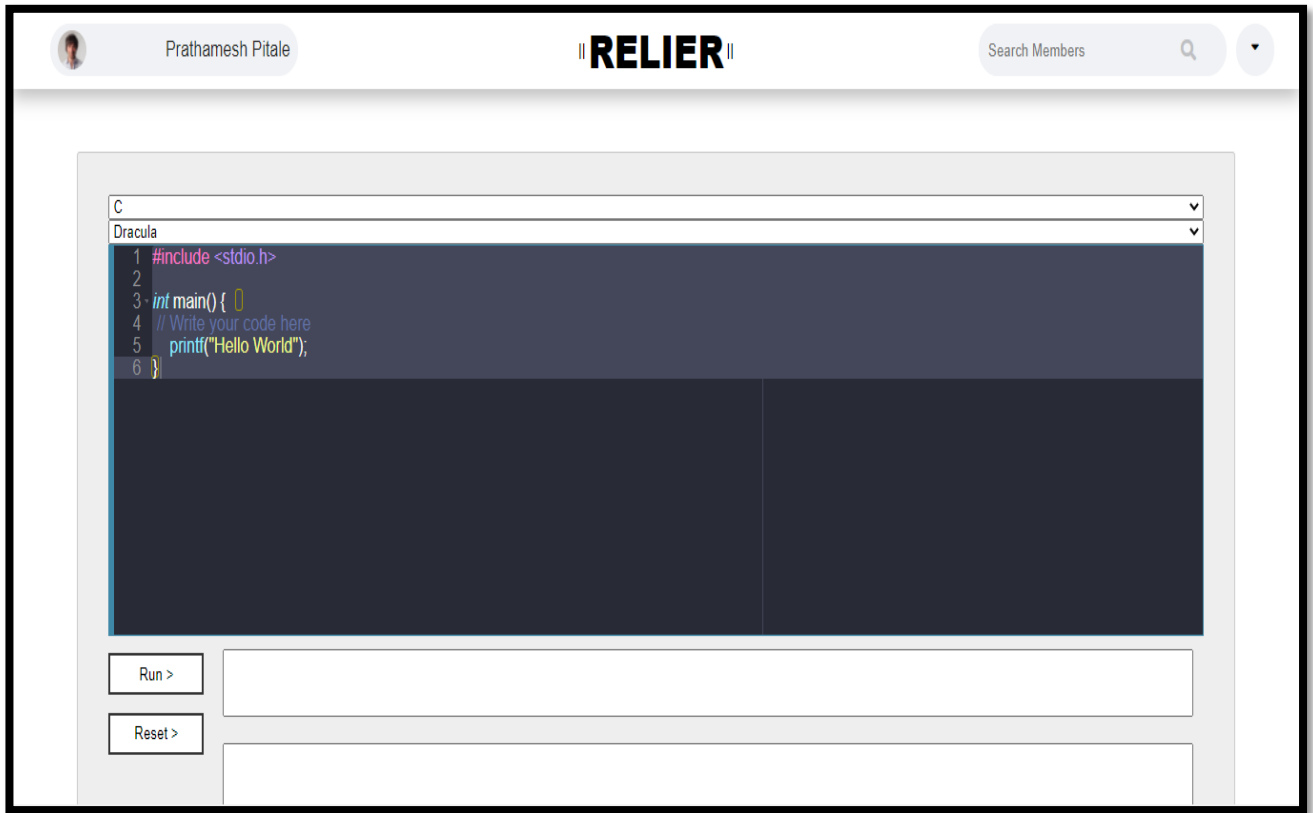 Prathamesh Pitale
||RELIER||
Search Members
C
Dracula
1 #include <stdio.h>
2
3 int main() {
4 // Write your code here
5 printf("Hello World");
6 }
Run >
Reset >